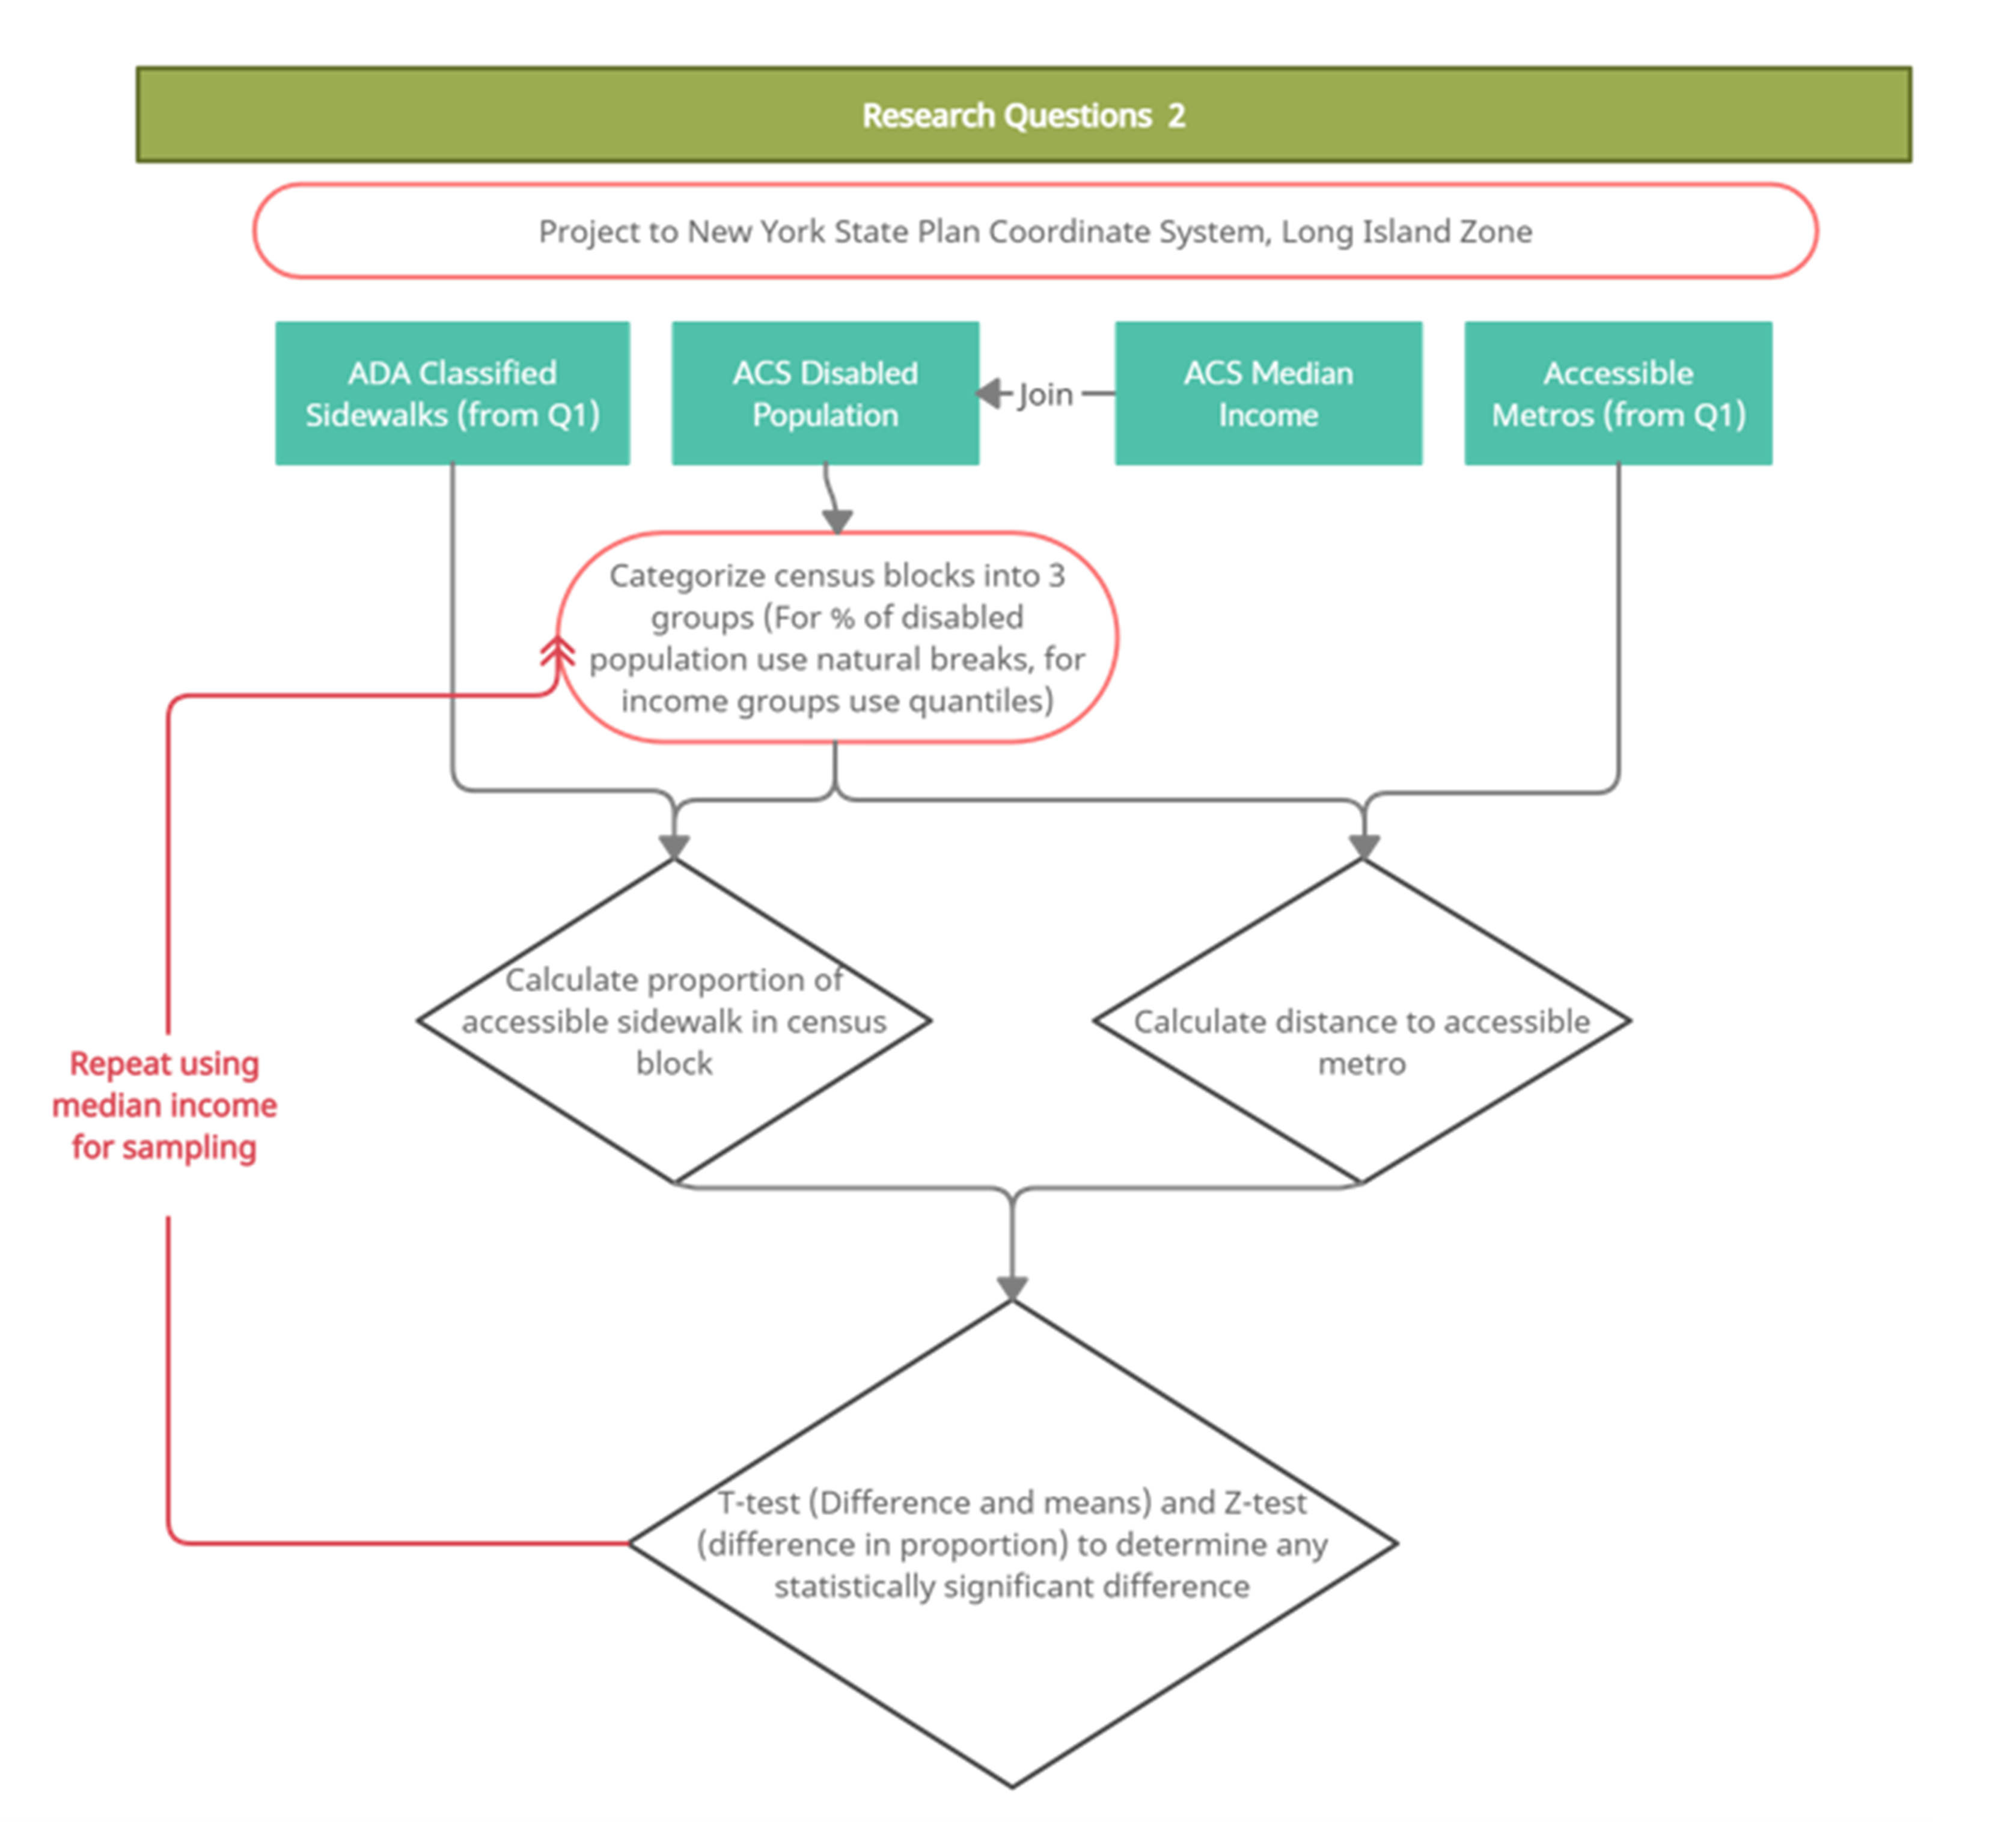 Research Questions 2
Project to New York State Plan Coordinate System, Long Island Zone
ADA Classified
Sidewalks (from Q1)
ACS Disabled
Population
Join
ACS Median
Income
Accessible
Metros (from Q1)
Categorize census blocks into 3
groups (For % of disabled
population use natural breaks, for
income groups use quantiles)
Calculate proportion of
accessible sidewalk in census
block
Calculate distance to accessible
metro
Repeat using
median income
for sampling
T-test (Difference and means) and Z-test
(difference in proportion) to determine any
statistically significant difference